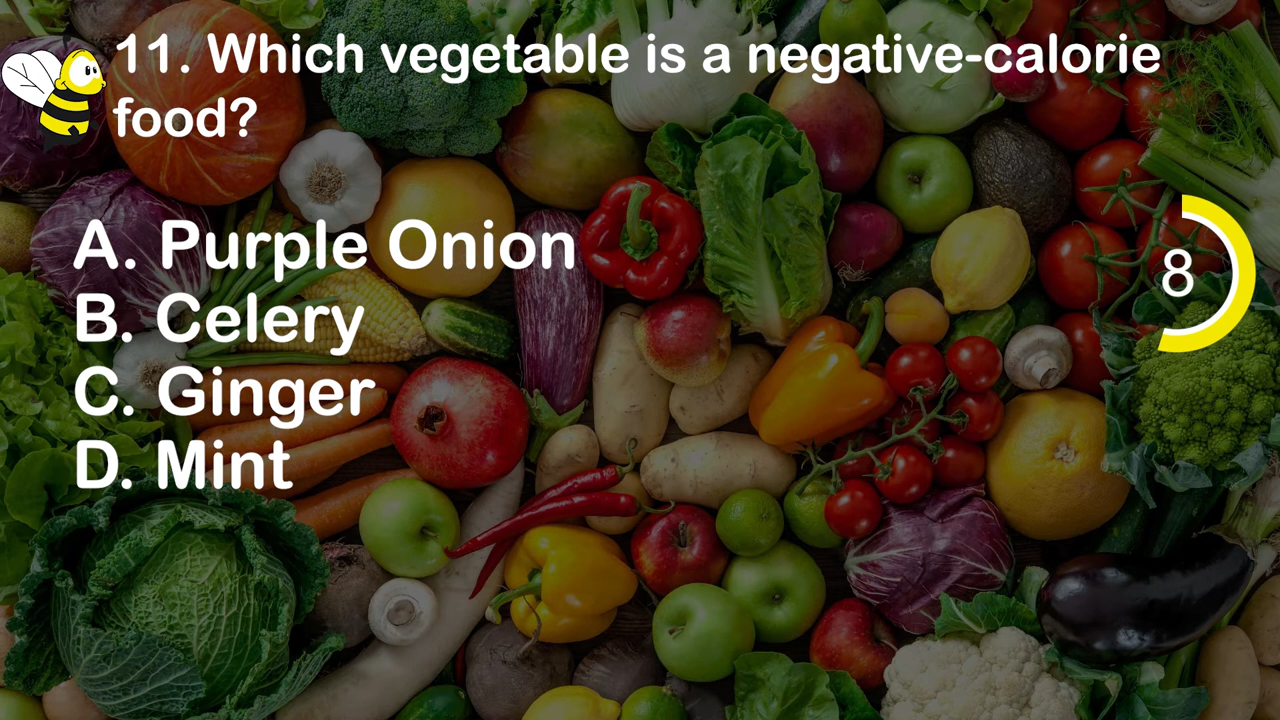 11. Which vegetable is a negative-calorie
food?
A. Purple Onion
B. Celery
C. Ginger
D. Mint
8